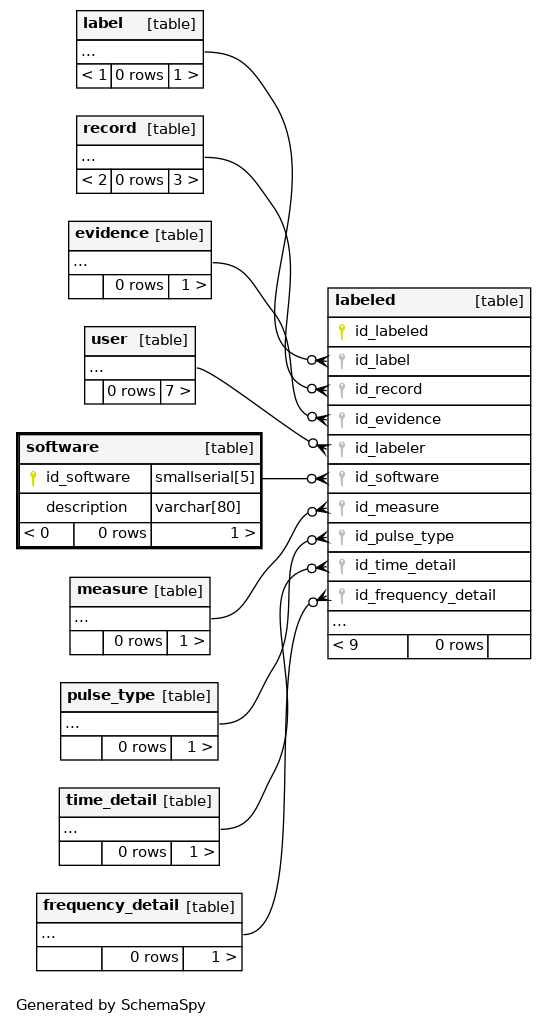 label [table]
...
< 1 0 rows 1 >
record [table]
...
< 2 0 rows 3 >
evidence [table]
...
0 rows 1 >
user [table]
...
0 rows 7 >
software [table]
id_software smallserial[5]
description varchar[80]
< 0 0 rows 1 >
measure [table]
...
0 rows 1 >
pulse_type [table]
...
0 rows 1 >
time_detail [table]
...
0 rows 1 >
frequency_detail [table]
...
0 rows 1 >
labeled [table]
id_labeled
id_label
id_record
id_evidence
id_labeler
id_software
id_measure
id_pulse_type
id_time_detail
id_frequency_detail
...
< 9 0 rows
Generated by SchemaSpy